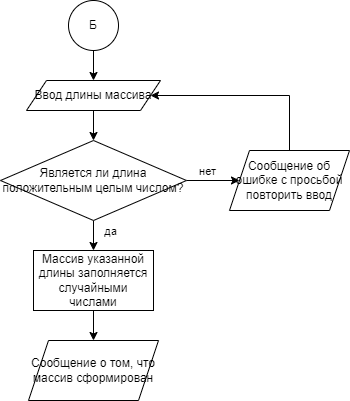 Б
Ввод длины массива
Является ли длина
положительным целым числом?
нет
Сообщение об
ошибке с просьбой
повторить ввод
да
Массив указанной
длины заполняется
случайными
числами
Сообщение о том, что
массив сформирован